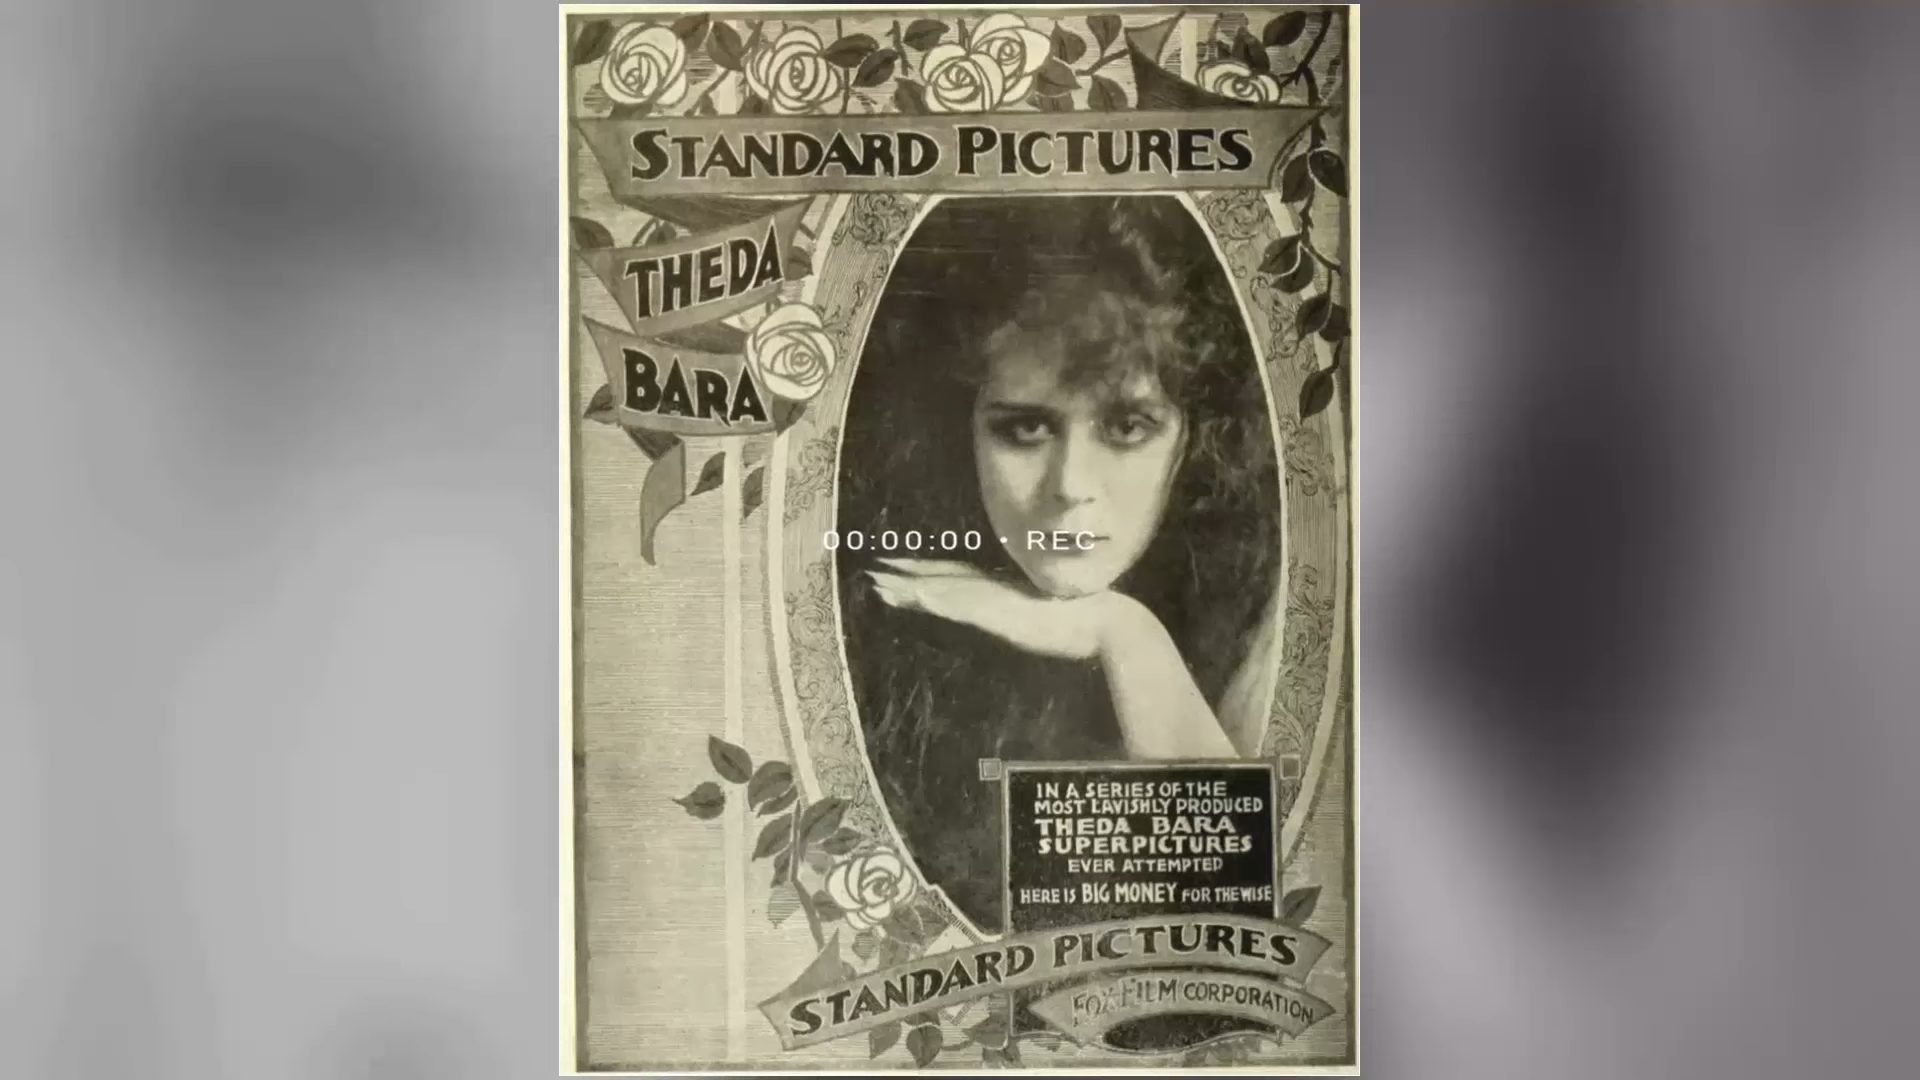 STANDARD PICTURES
THEDA
BARA
00:00:00 • REC
IN A SERIES OF THE
MOST LAVISHLY PRODUCED
THEDA BARA
SUPERPICTURES
EVER ATTEMPTED
HERE IS BIG MONEY FOR THE WISE
STANDARD PICTURES
FOX FILM CORPORATION